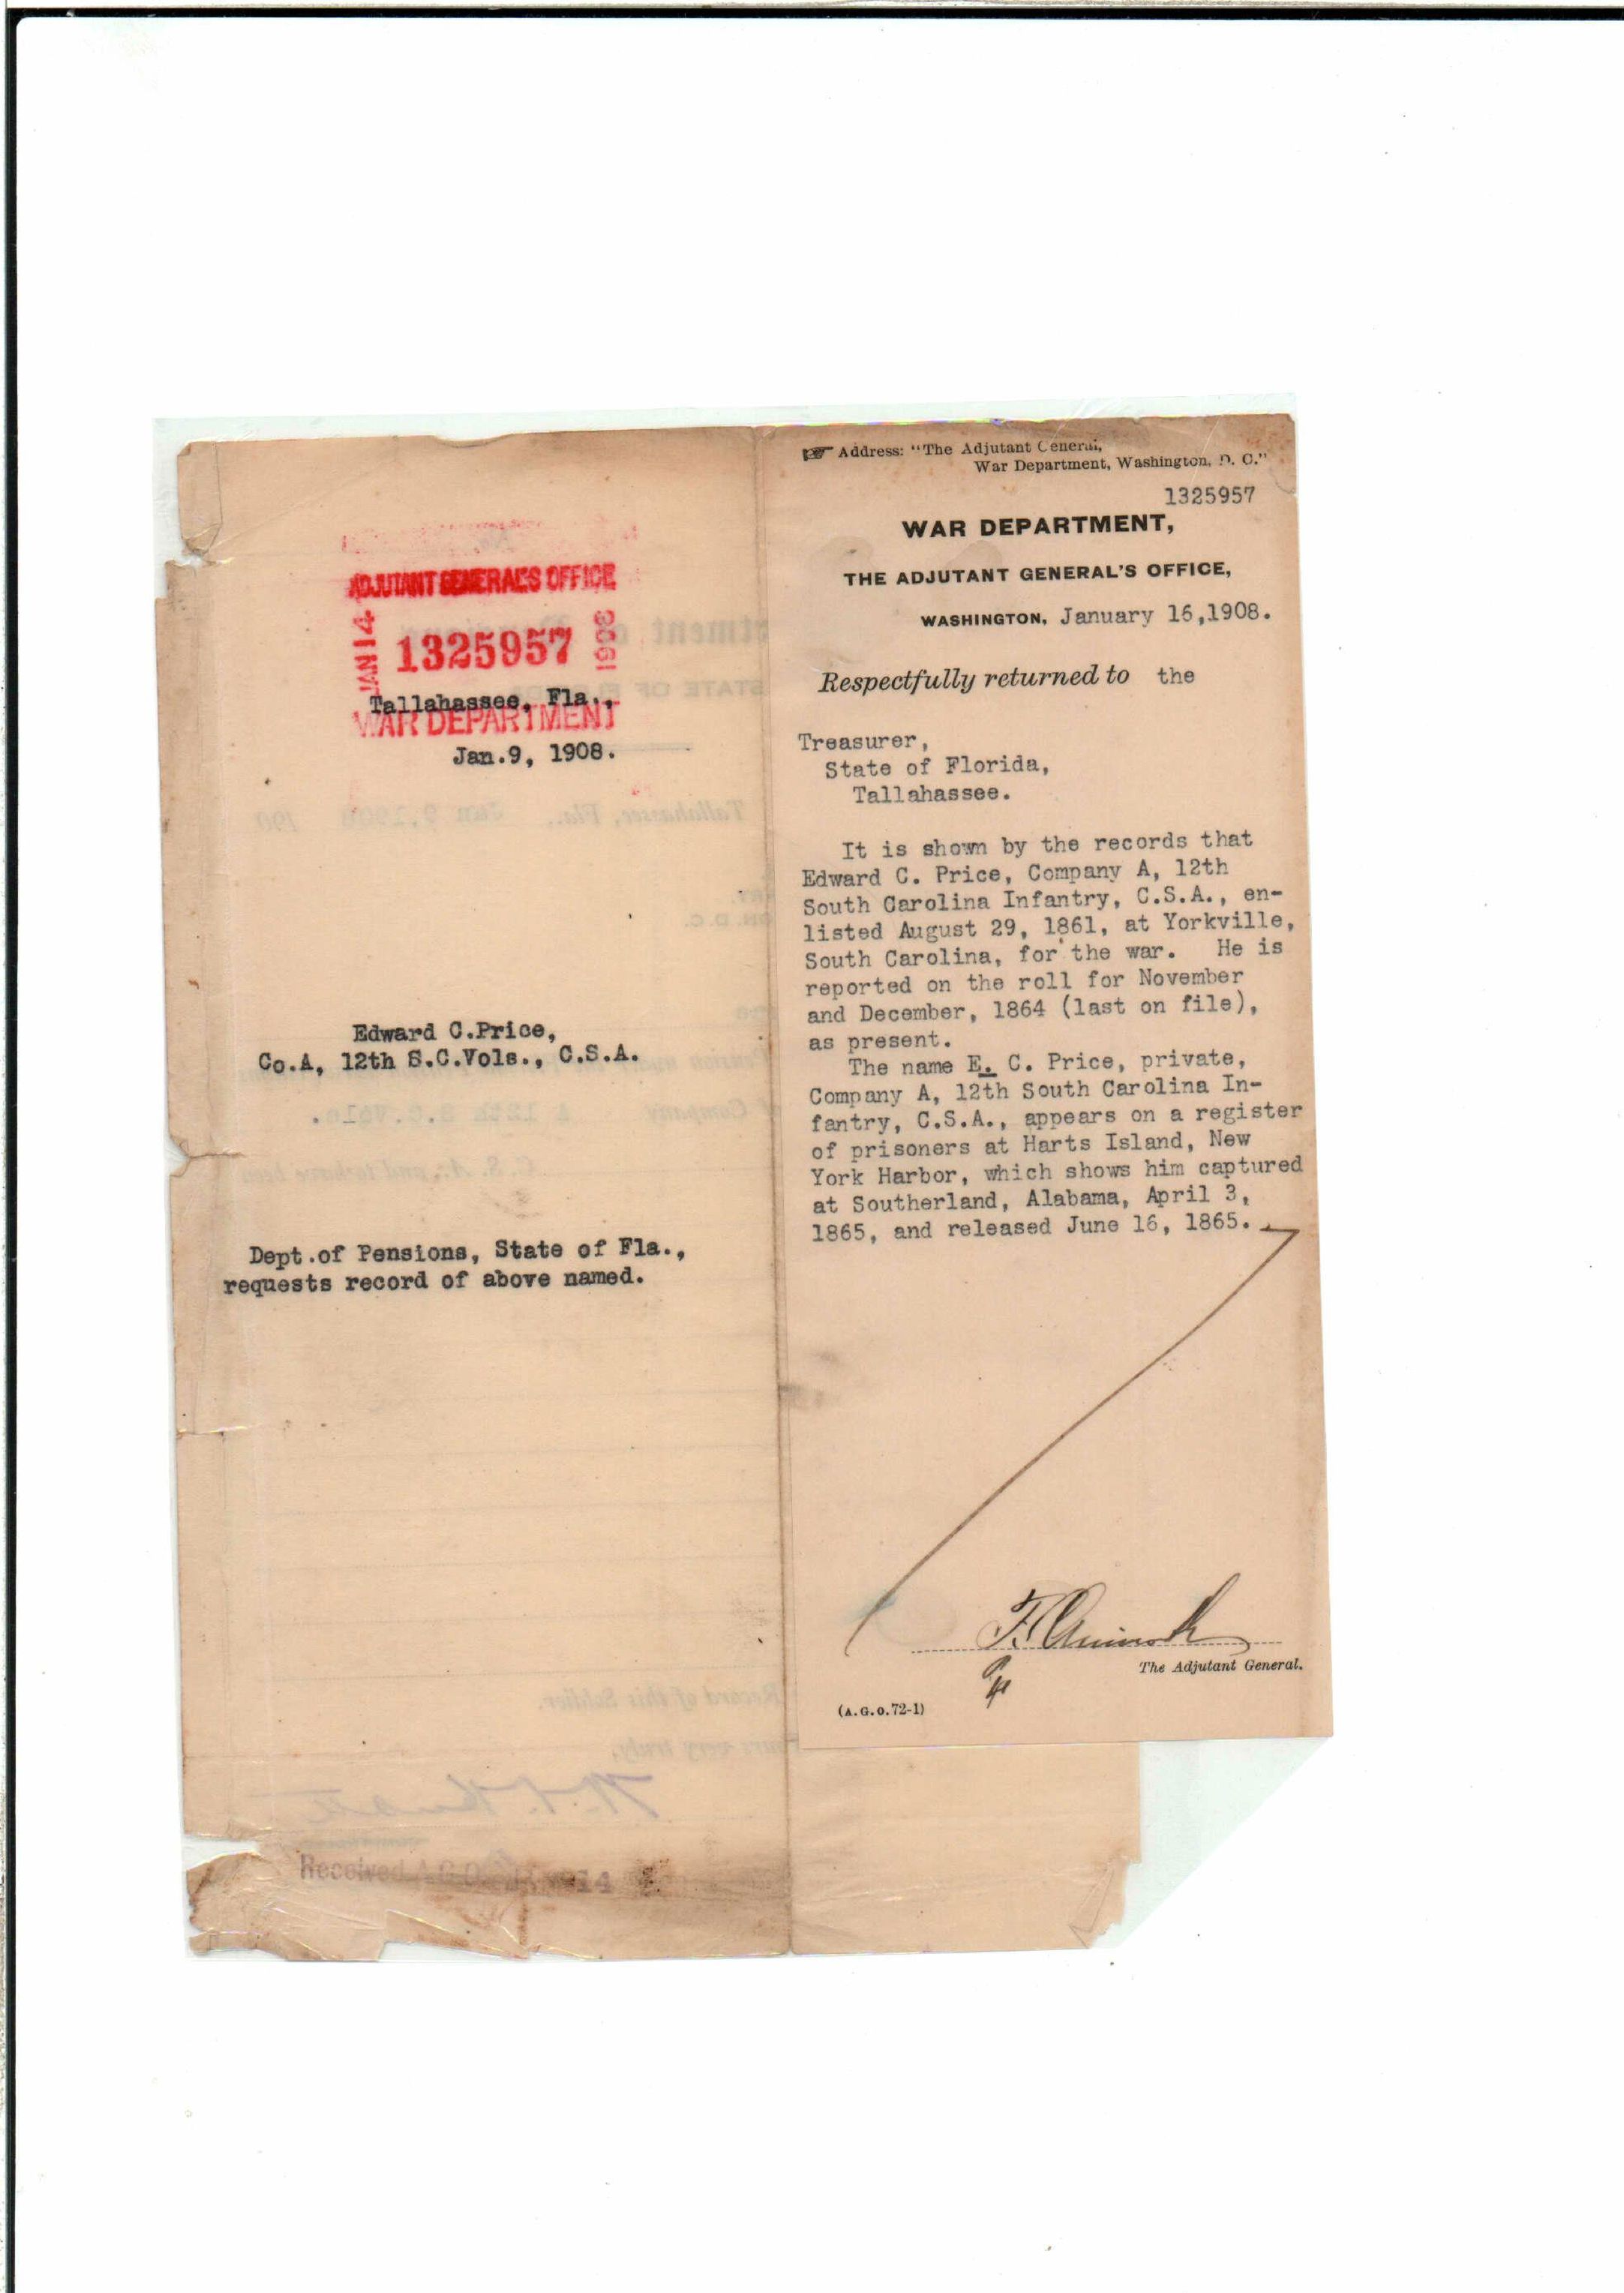 ADJUTANT GENERAL'S OFFICE
JAN 14 1325957 1908
Tallahassee, Fla.,
WAR DEPARTMENT
Jan.9, 1908.
Edward C.Price,
Co.A, 12th S.C.Vols., C.S.A.
Dept.of Pensions, State of Fla.,
requests record of above named.
Received A.G.O. 14
Address: "The Adjutant General,
War Department, Washington, D. C."
1325957
WAR DEPARTMENT,
THE ADJUTANT GENERAL'S OFFICE,
WASHINGTON, January 16,1908.
Respectfully returned to the
Treasurer,
State of Florida,
Tallahassee.
It is shown by the records that
Edward C. Price, Company A, 12th
South Carolina Infantry, C.S.A., en-
listed August 29, 1861, at Yorkville,
South Carolina, for the war. He is
reported on the roll for November
and December, 1864 (last on file),
as present.
The name E. C. Price, private,
Company A, 12th South Carolina In-
fantry, C.S.A., appears on a register
of prisoners at Harts Island, New
York Harbor, which shows him captured
at Southerland, Alabama, April 3,
1865, and released June 16, 1865.
The Adjutant General.
(A.G.O.72-1)